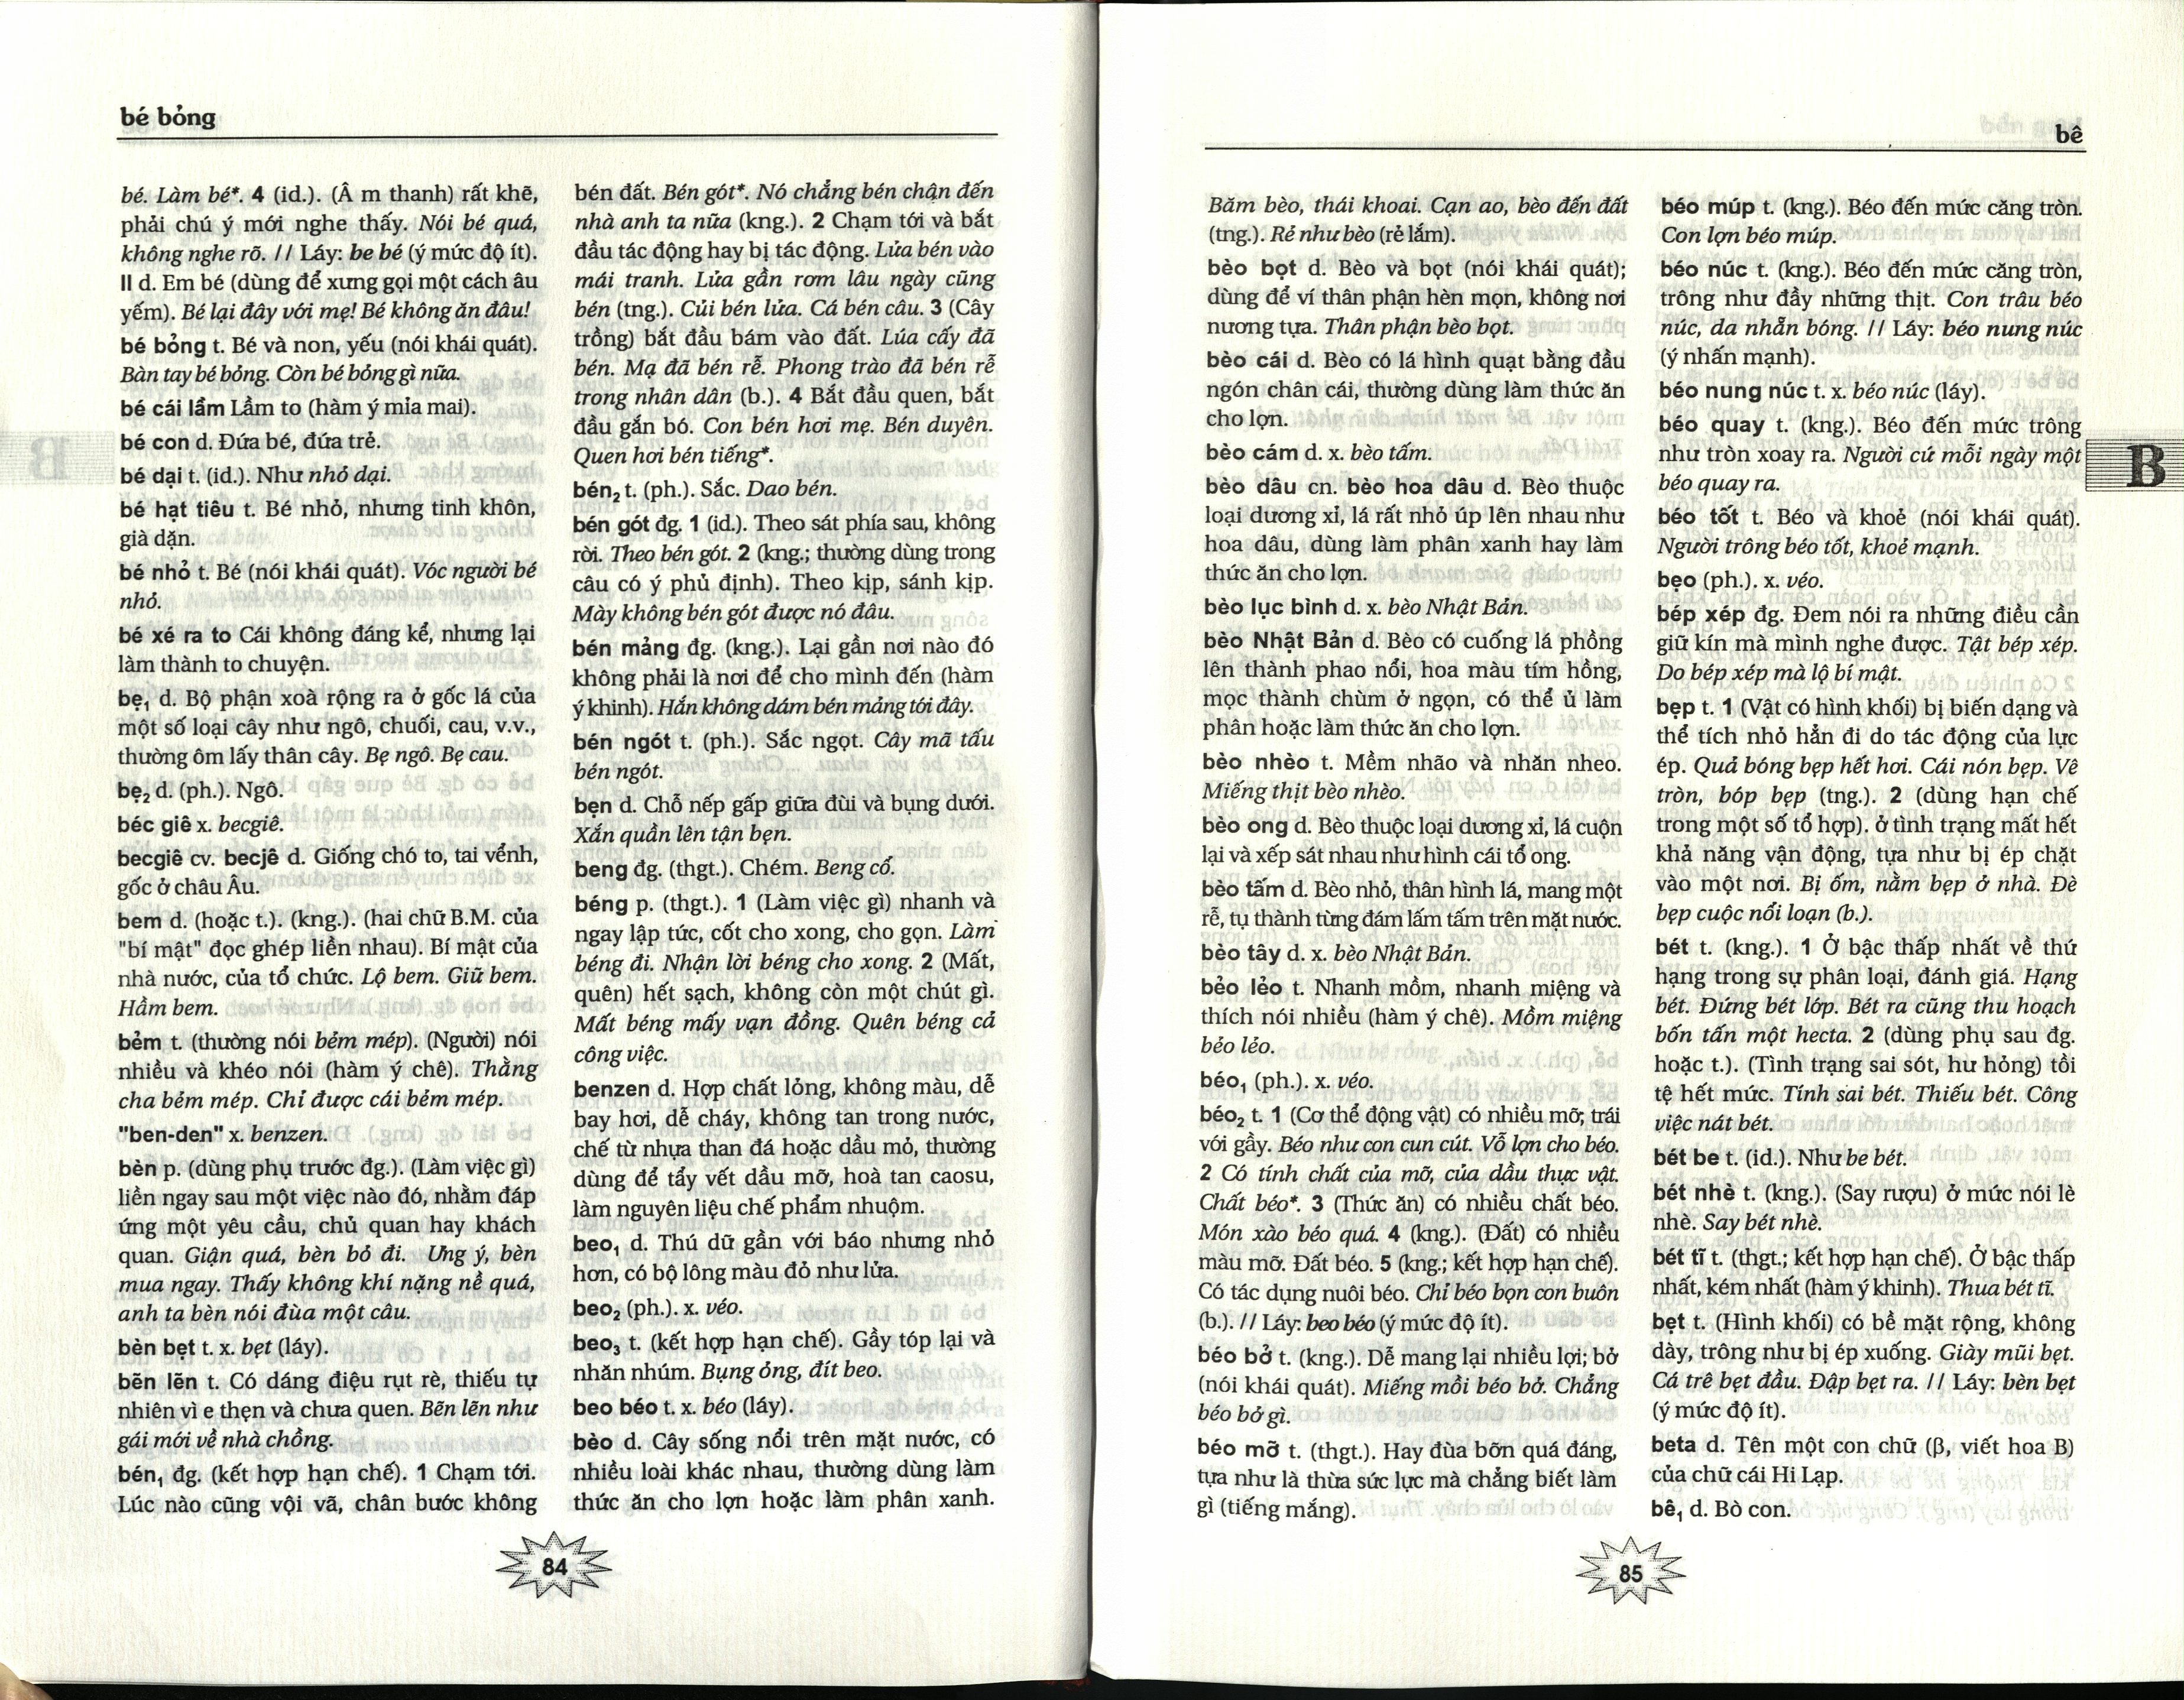 bé bỏng
bé. Làm bé*. 4 (id.). (Â m thanh) rất khẽ,
phải chú ý mới nghe thấy. Nói bé quá,
không nghe rõ. // Láy: be bé (ý mức độ ít).
II d. Em bé (dùng để xưng gọi một cách âu
yếm). Bé lại đây với mẹ! Bé không ăn đâu!
bé bỏng t. Bé và non, yếu (nói khái quát).
Bàn tay bé bỏng. Còn bé bỏng gì nữa.
bé cái lầm Lầm to (hàm ý mỉa mai).
bé con d. Đứa bé, đứa trẻ.
bé dại t. (id.). Như nhỏ dại.
bé hạt tiêu t. Bé nhỏ, nhưng tinh khôn,
già dặn.
bé nhỏ t. Bé (nói khái quát). Vóc người bé
nhỏ.
bé xé ra to Cái không đáng kể, nhưng lại
làm thành to chuyện.
bẹ₁ d. Bộ phận xoà rộng ra ở gốc lá của
một số loại cây như ngô, chuối, cau, v.v.,
thường ôm lấy thân cây. Bẹ ngô. Bẹ cau.
bẹ₂ d. (ph.). Ngô.
béc giê x. becgiê.
becgiê cv. becjê d. Giống chó to, tai vểnh,
gốc ở châu Âu.
bem d. (hoặc t.). (kng.). (hai chữ B.M. của
"bí mật" đọc ghép liền nhau). Bí mật của
nhà nước, của tổ chức. Lộ bem. Giữ bem.
Hầm bem.
bẻm t. (thường nói bẻm mép). (Người) nói
nhiều và khéo nói (hàm ý chê). Thằng
cha bẻm mép. Chỉ được cái bẻm mép.
"ben-den" x. benzen.
bèn p. (dùng phụ trước đg.). (Làm việc gì)
liền ngay sau một việc nào đó, nhằm đáp
ứng một yêu cầu, chủ quan hay khách
quan. Giận quá, bèn bỏ đi. Ưng ý, bèn
mua ngay. Thấy không khí nặng nề quá,
anh ta bèn nói đùa một câu.
bèn bẹt t. x. bẹt (láy).
bẽn lẽn t. Có dáng điệu rụt rè, thiếu tự
nhiên vì e thẹn và chưa quen. Bẽn lẽn như
gái mới về nhà chồng.
bén₁ đg. (kết hợp hạn chế). 1 Chạm tới.
Lúc nào cũng vội vã, chân bước không
bén đất. Bén gót*. Nó chẳng bén chận đến
nhà anh ta nữa (kng.). 2 Chạm tới và bắt
đầu tác động hay bị tác động. Lửa bén vào
mái tranh. Lửa gần rơm lâu ngày cũng
bén (tng.). Củi bén lửa. Cá bén câu. 3 (Cây
trồng) bắt đầu bám vào đất. Lúa cấy đã
bén. Mạ đã bén rễ. Phong trào đã bén rễ
trong nhân dân (b.). 4 Bắt đầu quen, bắt
đầu gắn bó. Con bén hơi mẹ. Bén duyên.
Quen hơi bén tiếng*.
bén₂ t. (ph.). Sắc. Dao bén.
bén gót đg. 1 (id.). Theo sát phía sau, không
rời. Theo bén gót. 2 (kng.; thường dùng trong
câu có ý phủ định). Theo kịp, sánh kịp.
Mày không bén gót được nó đâu.
bén mảng đg. (kng.). Lại gần nơi nào đó
không phải là nơi để cho mình đến (hàm
ý khinh). Hắn không dám bén mảng tới đây.
bén ngót t. (ph.). Sắc ngọt. Cây mã tấu
bén ngót.
bẹn d. Chỗ nếp gấp giữa đùi và bụng dưới.
Xắn quần lên tận bẹn.
beng đg. (thgt.). Chém. Beng cổ.
béng p. (thgt.). 1 (Làm việc gì) nhanh và
ngay lập tức, cốt cho xong, cho gọn. Làm
béng đi. Nhận lời béng cho xong. 2 (Mất,
quên) hết sạch, không còn một chút gì.
Mất béng mấy vạn đồng. Quên béng cả
công việc.
benzen d. Hợp chất lỏng, không màu, dễ
bay hơi, dễ cháy, không tan trong nước,
chế từ nhựa than đá hoặc dầu mỏ, thường
dùng để tẩy vết dầu mỡ, hoà tan caosu,
làm nguyên liệu chế phẩm nhuộm.
beo₁ d. Thú dữ gần với báo nhưng nhỏ
hơn, có bộ lông màu đỏ như lửa.
beo₂ (ph.). x. véo.
beo₃ t. (kết hợp hạn chế). Gầy tóp lại và
nhăn nhúm. Bụng ỏng, đít beo.
beo béo t. x. béo (láy).
bèo d. Cây sống nổi trên mặt nước, có
nhiều loài khác nhau, thường dùng làm
thức ăn cho lợn hoặc làm phân xanh.
84
bê
Băm bèo, thái khoai. Cạn ao, bèo đến đất
(tng.). Rẻ như bèo (rẻ lắm).
bèo bọt d. Bèo và bọt (nói khái quát);
dùng để ví thân phận hèn mọn, không nơi
nương tựa. Thân phận bèo bọt.
bèo cái d. Bèo có lá hình quạt bằng đầu
ngón chân cái, thường dùng làm thức ăn
cho lợn.
bèo cám d. x. bèo tấm.
bèo dâu cn. bèo hoa dâu d. Bèo thuộc
loại dương xỉ, lá rất nhỏ úp lên nhau như
hoa dâu, dùng làm phân xanh hay làm
thức ăn cho lợn.
bèo lục bình d. x. bèo Nhật Bản.
bèo Nhật Bản d. Bèo có cuống lá phồng
lên thành phao nổi, hoa màu tím hồng,
mọc thành chùm ở ngọn, có thể ủ làm
phân hoặc làm thức ăn cho lợn.
bèo nhèo t. Mềm nhão và nhăn nheo.
Miếng thịt bèo nhèo.
bèo ong d. Bèo thuộc loại dương xỉ, lá cuộn
lại và xếp sát nhau như hình cái tổ ong.
bèo tấm d. Bèo nhỏ, thân hình lá, mang một
rễ, tụ thành từng đám lấm tấm trên mặt nước.
bèo tây d. x. bèo Nhật Bản.
bẻo lẻo t. Nhanh mồm, nhanh miệng và
thích nói nhiều (hàm ý chê). Mồm miệng
bẻo lẻo.
béo₁ (ph.). x. véo.
béo₂ t. 1 (Cơ thể động vật) có nhiều mỡ; trái
với gầy. Béo như con cun cút. Vỗ lợn cho béo.
2 Có tính chất của mỡ, của dầu thực vật.
Chất béo*. 3 (Thức ăn) có nhiều chất béo.
Món xào béo quá. 4 (kng.). (Đất) có nhiều
màu mỡ. Đất béo. 5 (kng.; kết hợp hạn chế).
Có tác dụng nuôi béo. Chỉ béo bọn con buôn
(b.). // Láy: beo béo (ý mức độ ít).
béo bở t. (kng.). Dễ mang lại nhiều lợi; bở
(nói khái quát). Miếng mồi béo bở. Chẳng
béo bở gì.
béo mỡ t. (thgt.). Hay đùa bỡn quá đáng,
tựa như là thừa sức lực mà chẳng biết làm
gì (tiếng mắng).
béo múp t. (kng.). Béo đến mức căng tròn.
Con lợn béo múp.
béo núc t. (kng.). Béo đến mức căng tròn,
trông như đầy những thịt. Con trâu béo
núc, da nhẵn bóng. // Láy: béo nung núc
(ý nhấn mạnh).
béo nung núc t. x. béo núc (láy).
béo quay t. (kng.). Béo đến mức trông
như tròn xoay ra. Người cứ mỗi ngày một
béo quay ra.
béo tốt t. Béo và khoẻ (nói khái quát).
Người trông béo tốt, khoẻ mạnh.
bẹo (ph.). x. véo.
bép xép đg. Đem nói ra những điều cần
giữ kín mà mình nghe được. Tật bép xép.
Do bép xép mà lộ bí mật.
bẹp t. 1 (Vật có hình khối) bị biến dạng và
thể tích nhỏ hẳn đi do tác động của lực
ép. Quả bóng bẹp hết hơi. Cái nón bẹp. Vê
tròn, bóp bẹp (tng.). 2 (dùng hạn chế
trong một số tổ hợp). ở tình trạng mất hết
khả năng vận động, tựa như bị ép chặt
vào một nơi. Bị ốm, nằm bẹp ở nhà. Đè
bẹp cuộc nổi loạn (b.).
bét t. (kng.). 1 Ở bậc thấp nhất về thứ
hạng trong sự phân loại, đánh giá. Hạng
bét. Đứng bét lớp. Bét ra cũng thu hoạch
bốn tấn một hecta. 2 (dùng phụ sau đg.
hoặc t.). (Tình trạng sai sót, hư hỏng) tồi
tệ hết mức. Tính sai bét. Thiếu bét. Công
việc nát bét.
bét be t. (id.). Như be bét.
bét nhè t. (kng.). (Say rượu) ở mức nói lè
nhè. Say bét nhè.
bét tĩ t. (thgt.; kết hợp hạn chế). Ở bậc thấp
nhất, kém nhất (hàm ý khinh). Thua bét tĩ.
bẹt t. (Hình khối) có bề mặt rộng, không
dày, trông như bị ép xuống. Giày mũi bẹt.
Cá trê bẹt đầu. Đập bẹt ra. // Láy: bèn bẹt
(ý mức độ ít).
beta d. Tên một con chữ (β, viết hoa B)
của chữ cái Hi Lạp.
bê₁ d. Bò con.
B
85